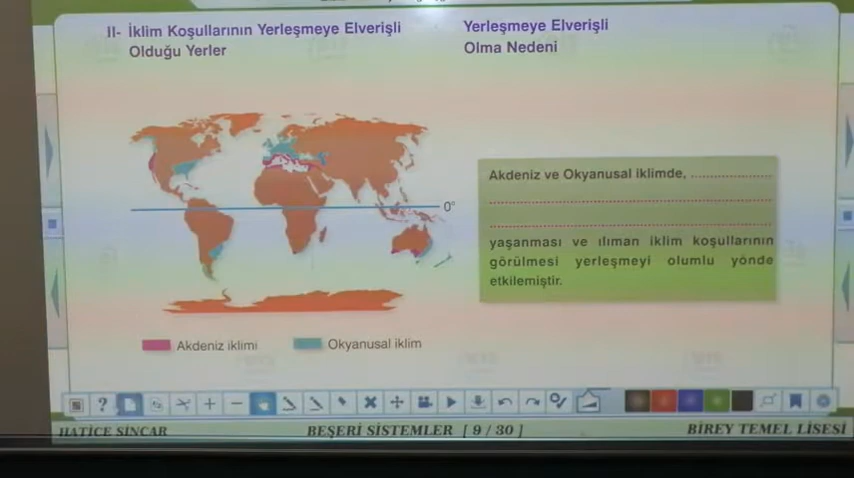 II- İklim Koşullarının Yerleşmeye Elverişli
Olduğu Yerler
Yerleşmeye Elverişli
Olma Nedeni
0°
Akdeniz ve Okyanusal iklimde, ....................
....................................................................
....................................................................
yaşanması ve ılıman iklim koşullarının
görülmesi yerleşmeyi olumlu yönde
etkilemiştir.
Akdeniz iklimi
Okyanusal iklim
?
HATİCE SİNCAR
BEŞERİ SİSTEMLER [ 9 / 30 ]
BİREY TEMEL LİSESİ